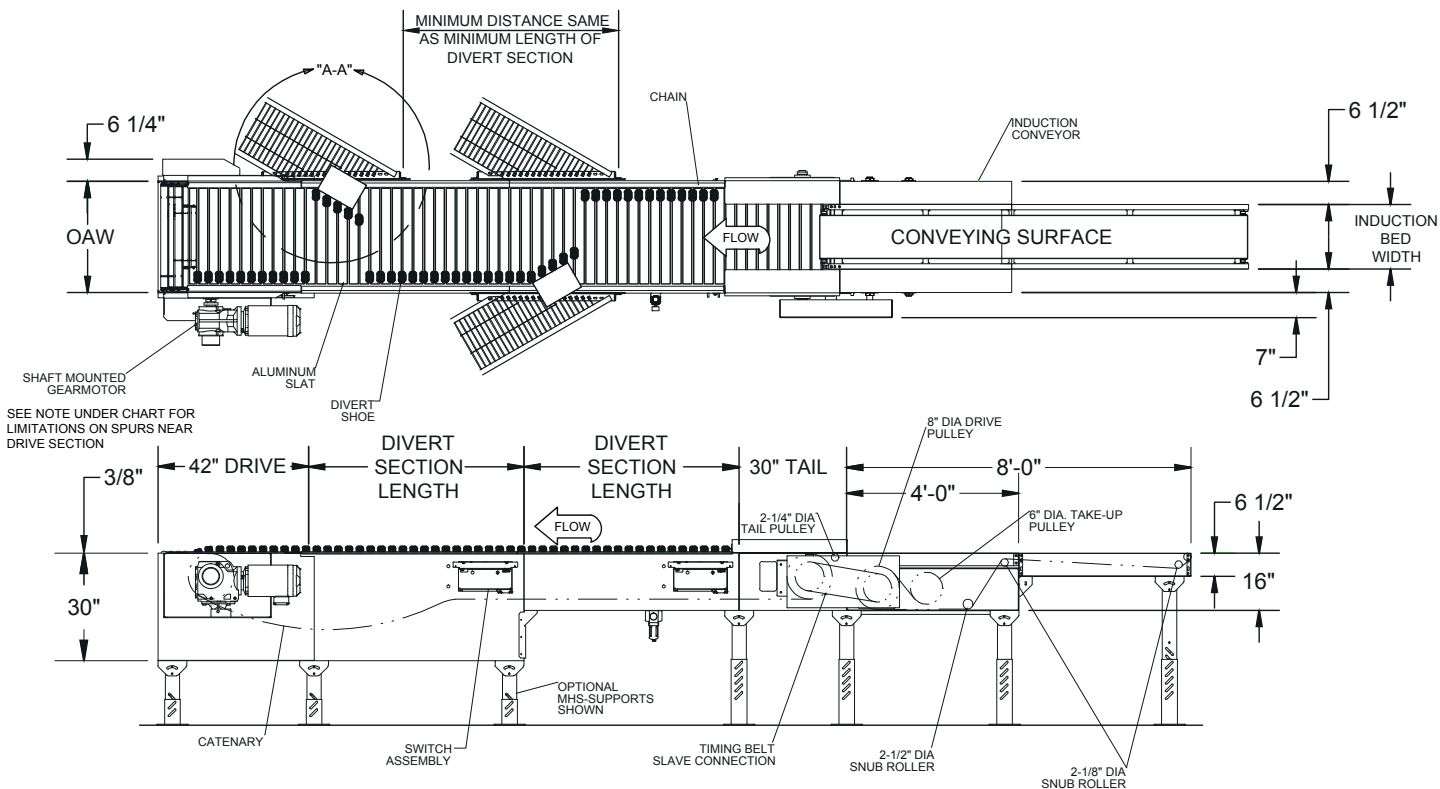 MINIMUM DISTANCE SAME
AS MINIMUM LENGTH OF
DIVERT SECTION
"A-A"
CHAIN
INDUCTION
CONVEYOR
6 1/4"
6 1/2"
OAW
FLOW
CONVEYING SURFACE
INDUCTION
BED
WIDTH
7"
6 1/2"
SHAFT MOUNTED
GEARMOTOR
ALUMINUM
SLAT
DIVERT
SHOE
SEE NOTE UNDER CHART FOR
LIMITATIONS ON SPURS NEAR
DRIVE SECTION
3/8"
42" DRIVE
DIVERT
SECTION
LENGTH
DIVERT
SECTION
LENGTH
30" TAIL
8" DIA DRIVE
PULLEY
8'-0"
4'-0"
FLOW
2-1/4" DIA
TAIL PULLEY
6" DIA. TAKE-UP
PULLEY
6 1/2"
30"
16"
CATENARY
SWITCH
ASSEMBLY
OPTIONAL
MHS-SUPPORTS
SHOWN
TIMING BELT
SLAVE CONNECTION
2-1/2" DIA
SNUB ROLLER
2-1/8" DIA
SNUB ROLLER